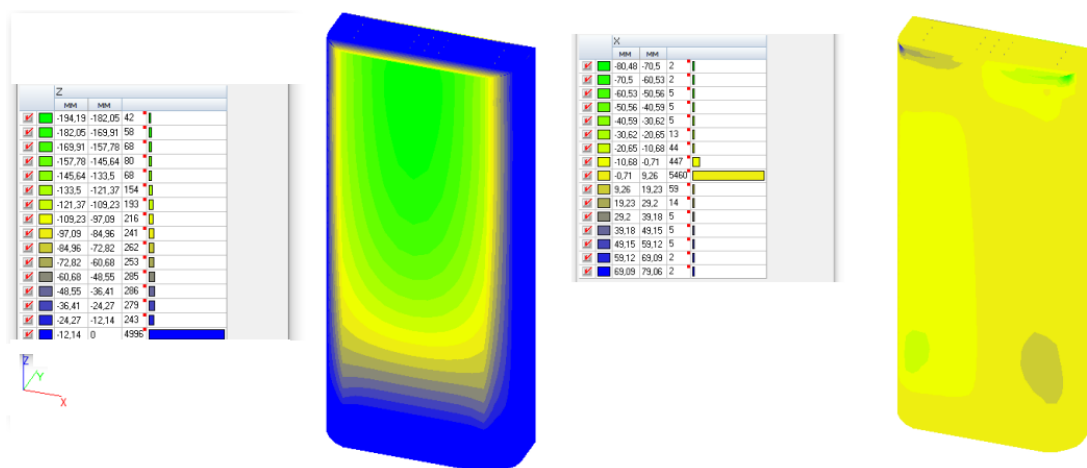 Z
ММ ММ
-194,19 -182,05 42
-182,05 -169,91 58
-169,91 -157,78 68
-157,78 -145,64 80
-145,64 -133,5 68
-133,5 -121,37 154
-121,37 -109,23 193
-109,23 -97,09 216
-97,09 -84,96 241
-84,96 -72,82 262
-72,82 -60,68 253
-60,68 -48,55 285
-48,55 -36,41 286
-36,41 -24,27 279
-24,27 -12,14 243
-12,14 0 4996
Z
Y
X
X
ММ ММ
-80,48 -70,5 2
-70,5 -60,53 2
-60,53 -50,56 5
-50,56 -40,59 5
-40,59 -30,62 5
-30,62 -20,65 13
-20,65 -10,68 44
-10,68 -0,71 447
-0,71 9,26 5460
9,26 19,23 59
19,23 29,2 14
29,2 39,18 5
39,18 49,15 5
49,15 59,12 5
59,12 69,09 2
69,09 79,06 2